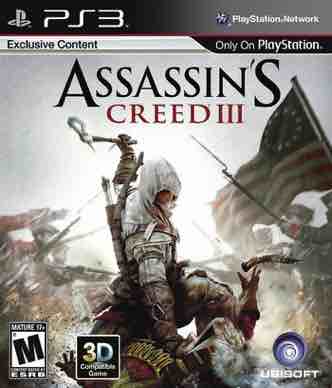 PS3
PlayStation®Network
Exclusive Content
Only On PlayStation®
ASSASSIN'S
CREED III
MATURE 17+
M
ESRB
3D
Compatible
Game
UBISOFT